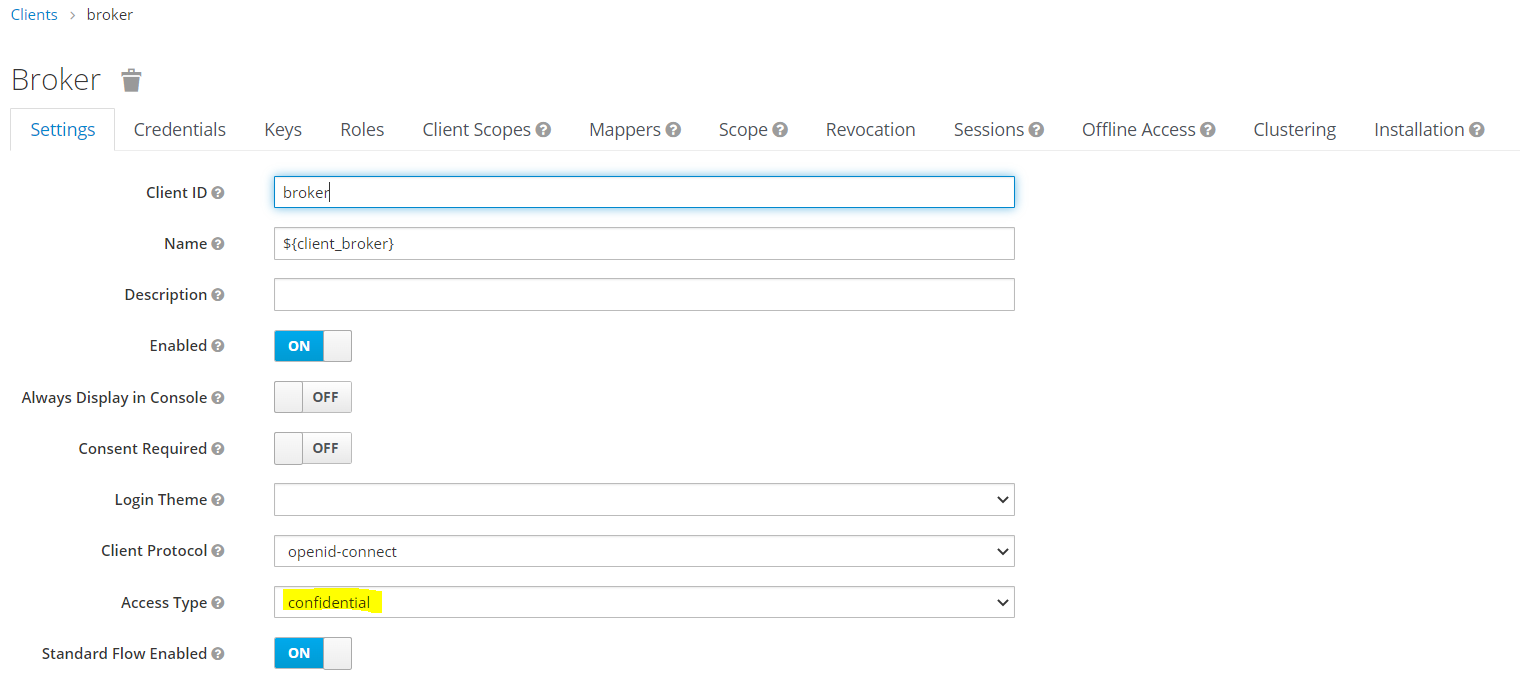 Clients > broker
Broker
Settings Credentials Keys Roles Client Scopes Mappers Scope Revocation Sessions Offline Access Clustering Installation
Client ID broker
Name ${client_broker}
Description
Enabled ON
Always Display in Console OFF
Consent Required OFF
Login Theme
Client Protocol openid-connect
Access Type confidential
Standard Flow Enabled ON